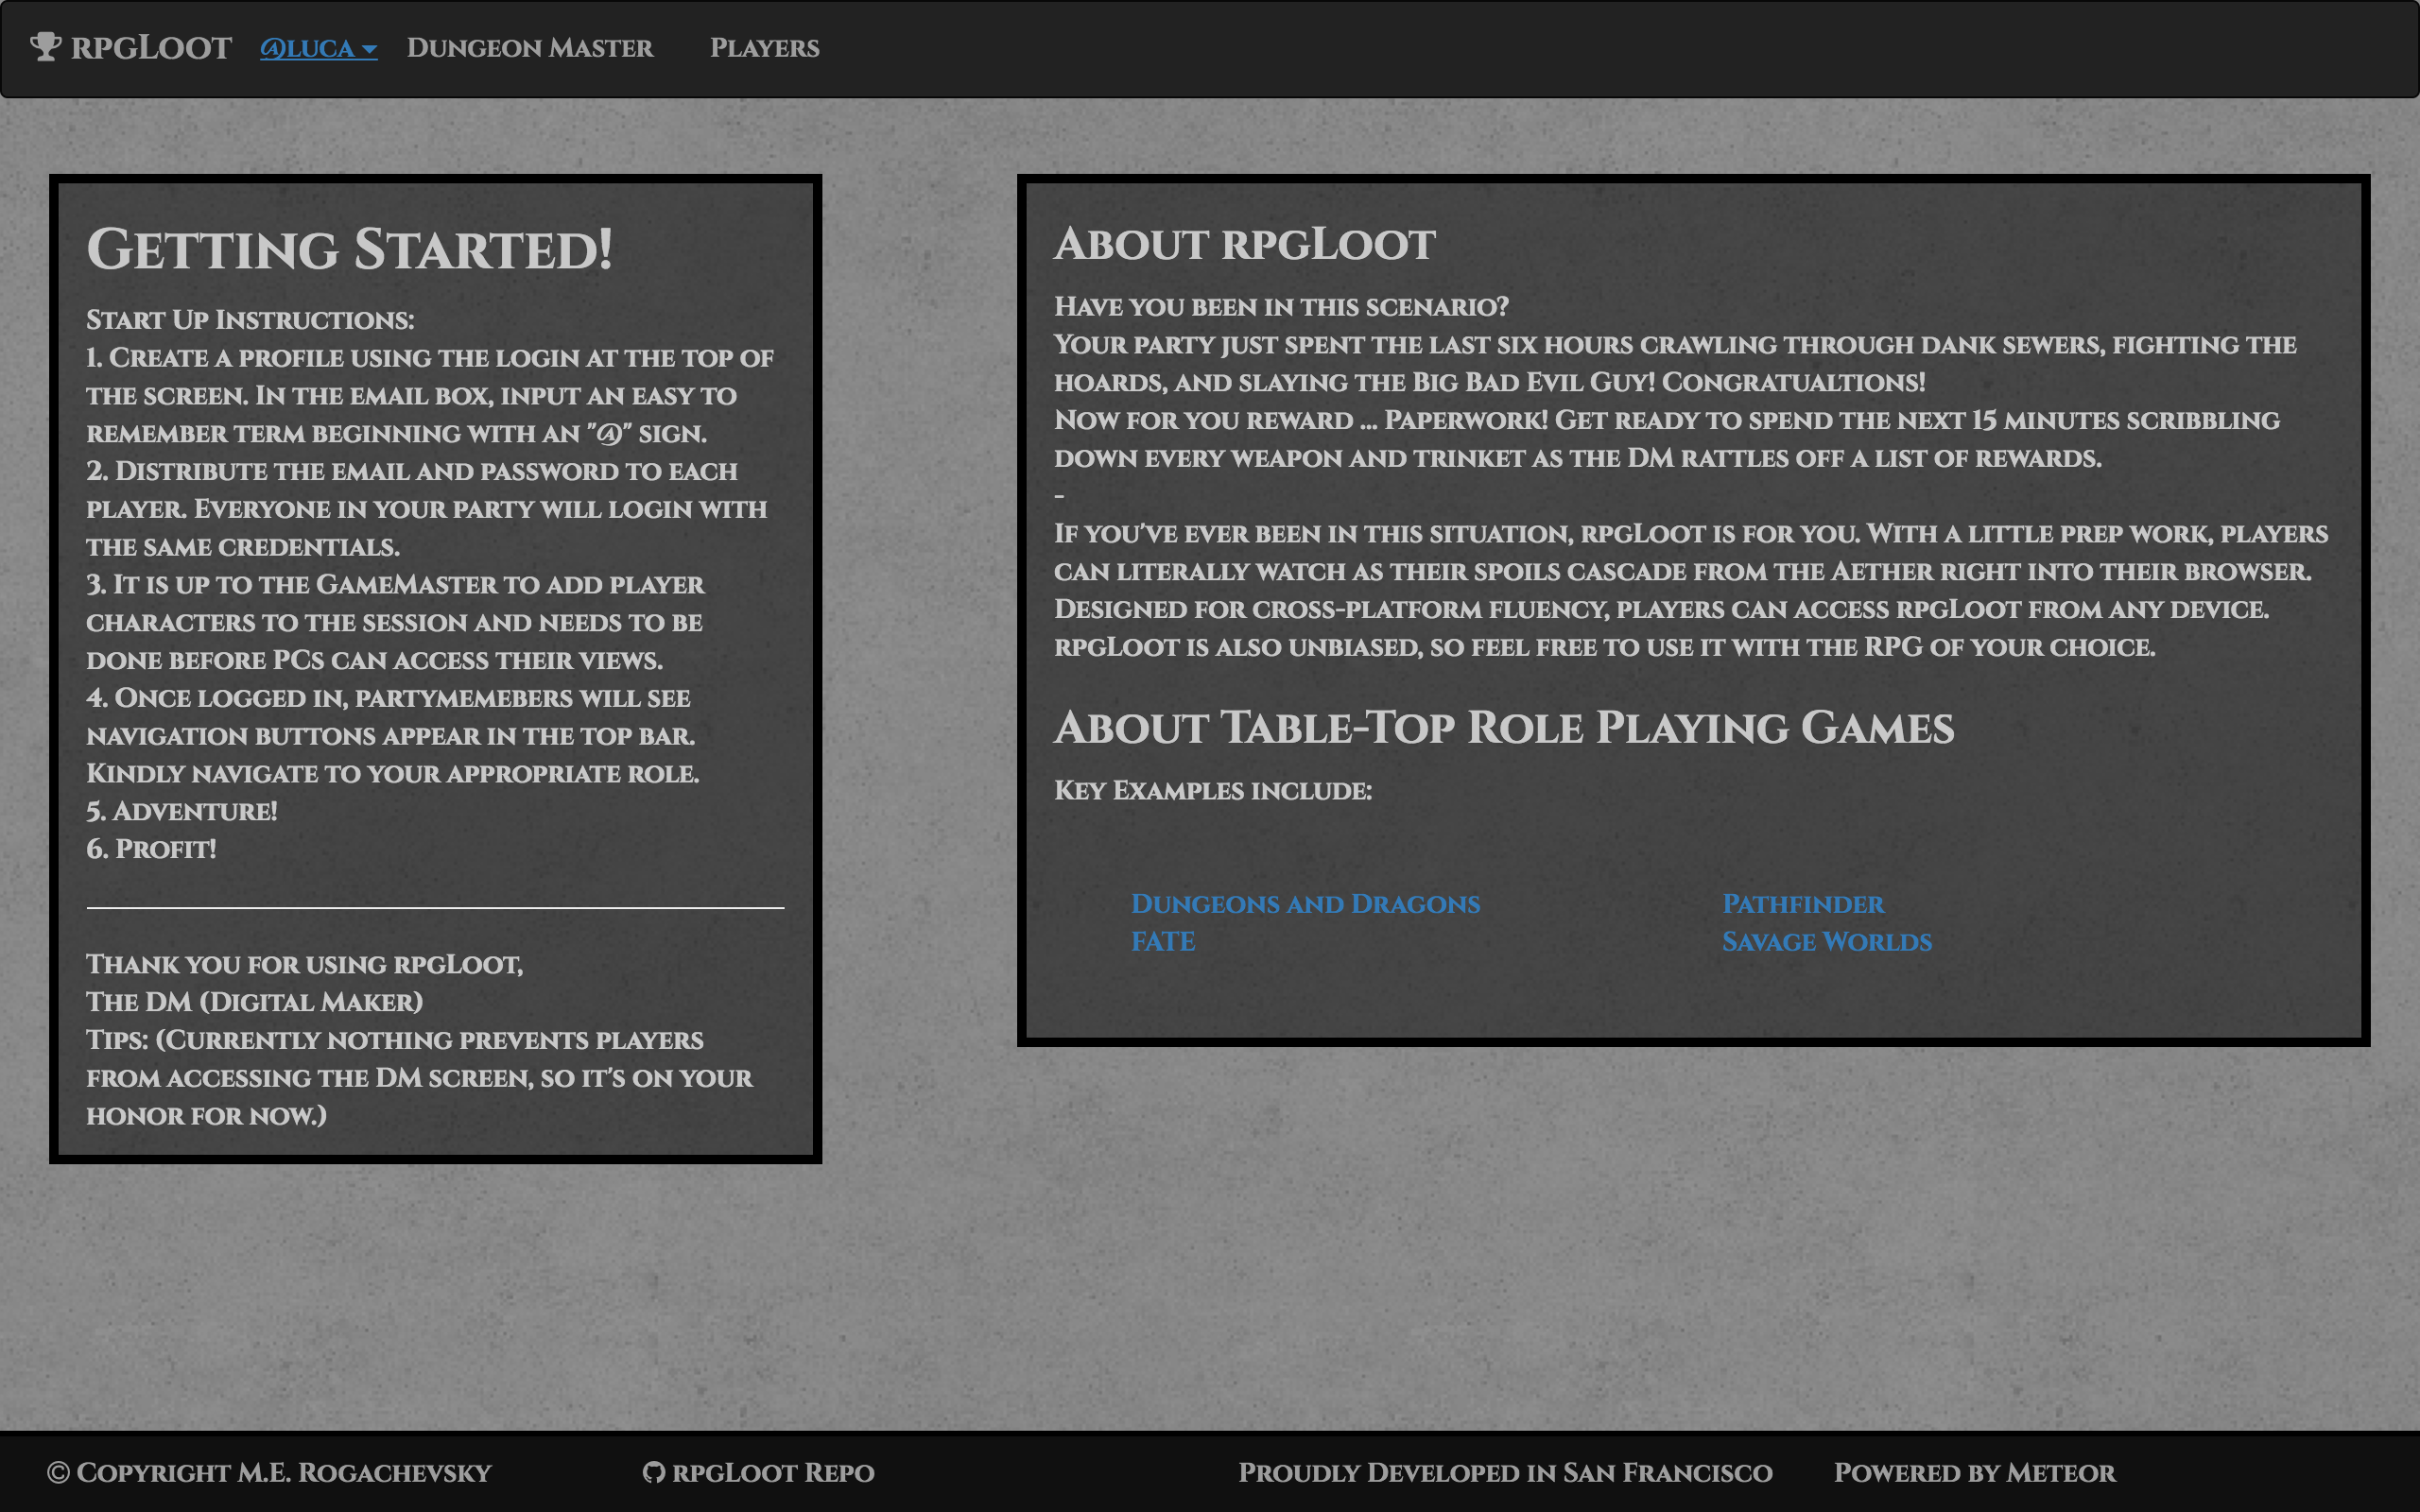 rpgLoot
@luca
Dungeon Master
Players
Getting Started!
Start Up Instructions:
1. Create a profile using the login at the top of
the screen. In the email box, input an easy to
remember term beginning with an "@" sign.
2. Distribute the email and password to each
player. Everyone in your party will login with
the same credentials.
3. It is up to the GameMaster to add player
characters to the session and needs to be
done before PCs can access their views.
4. Once logged in, partymemebers will see
navigation buttons appear in the top bar.
Kindly navigate to your appropriate role.
5. Adventure!
6. Profit!
Thank you for using rpgLoot,
The DM (Digital Maker)
Tips: (Currently nothing prevents players
from accessing the DM screen, so it's on your
honor for now.)
About rpgLoot
Have you been in this scenario?
Your party just spent the last six hours crawling through dank sewers, fighting the
hoards, and slaying the Big Bad Evil Guy! Congratualtions!
Now for you reward ... Paperwork! Get ready to spend the next 15 minutes scribbling
down every weapon and trinket as the DM rattles off a list of rewards.
-
If you've ever been in this situation, rpgLoot is for you. With a little prep work, players
can literally watch as their spoils cascade from the Aether right into their browser.
Designed for cross-platform fluency, players can access rpgLoot from any device.
rpgLoot is also unbiased, so feel free to use it with the RPG of your choice.
About Table-Top Role Playing Games
Key Examples include:
Dungeons and Dragons
Pathfinder
FATE
Savage Worlds
© Copyright M.E. Rogachevsky
rpgLoot Repo
Proudly Developed in San Francisco
Powered by Meteor